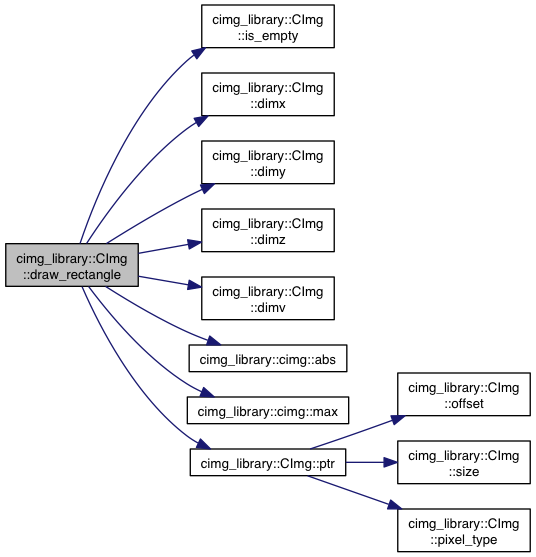 cimg_library::CImg
::draw_rectangle
cimg_library::CImg
::is_empty
cimg_library::CImg
::dimx
cimg_library::CImg
::dimy
cimg_library::CImg
::dimz
cimg_library::CImg
::dimv
cimg_library::cimg::abs
cimg_library::cimg::max
cimg_library::CImg::ptr
cimg_library::CImg
::offset
cimg_library::CImg
::size
cimg_library::CImg
::pixel_type